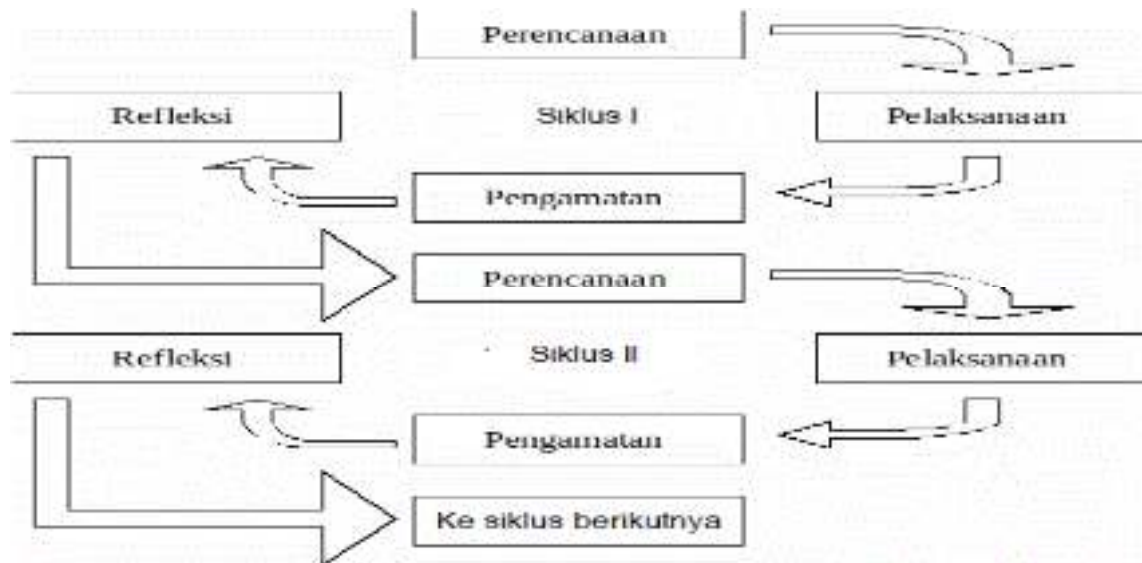 Perencanaan
Refleksi
Siklus I
Pelaksanaan
Pengamatan
Perencanaan
Refleksi
Siklus II
Pelaksanaan
Pengamatan
Ke siklus berikutnya